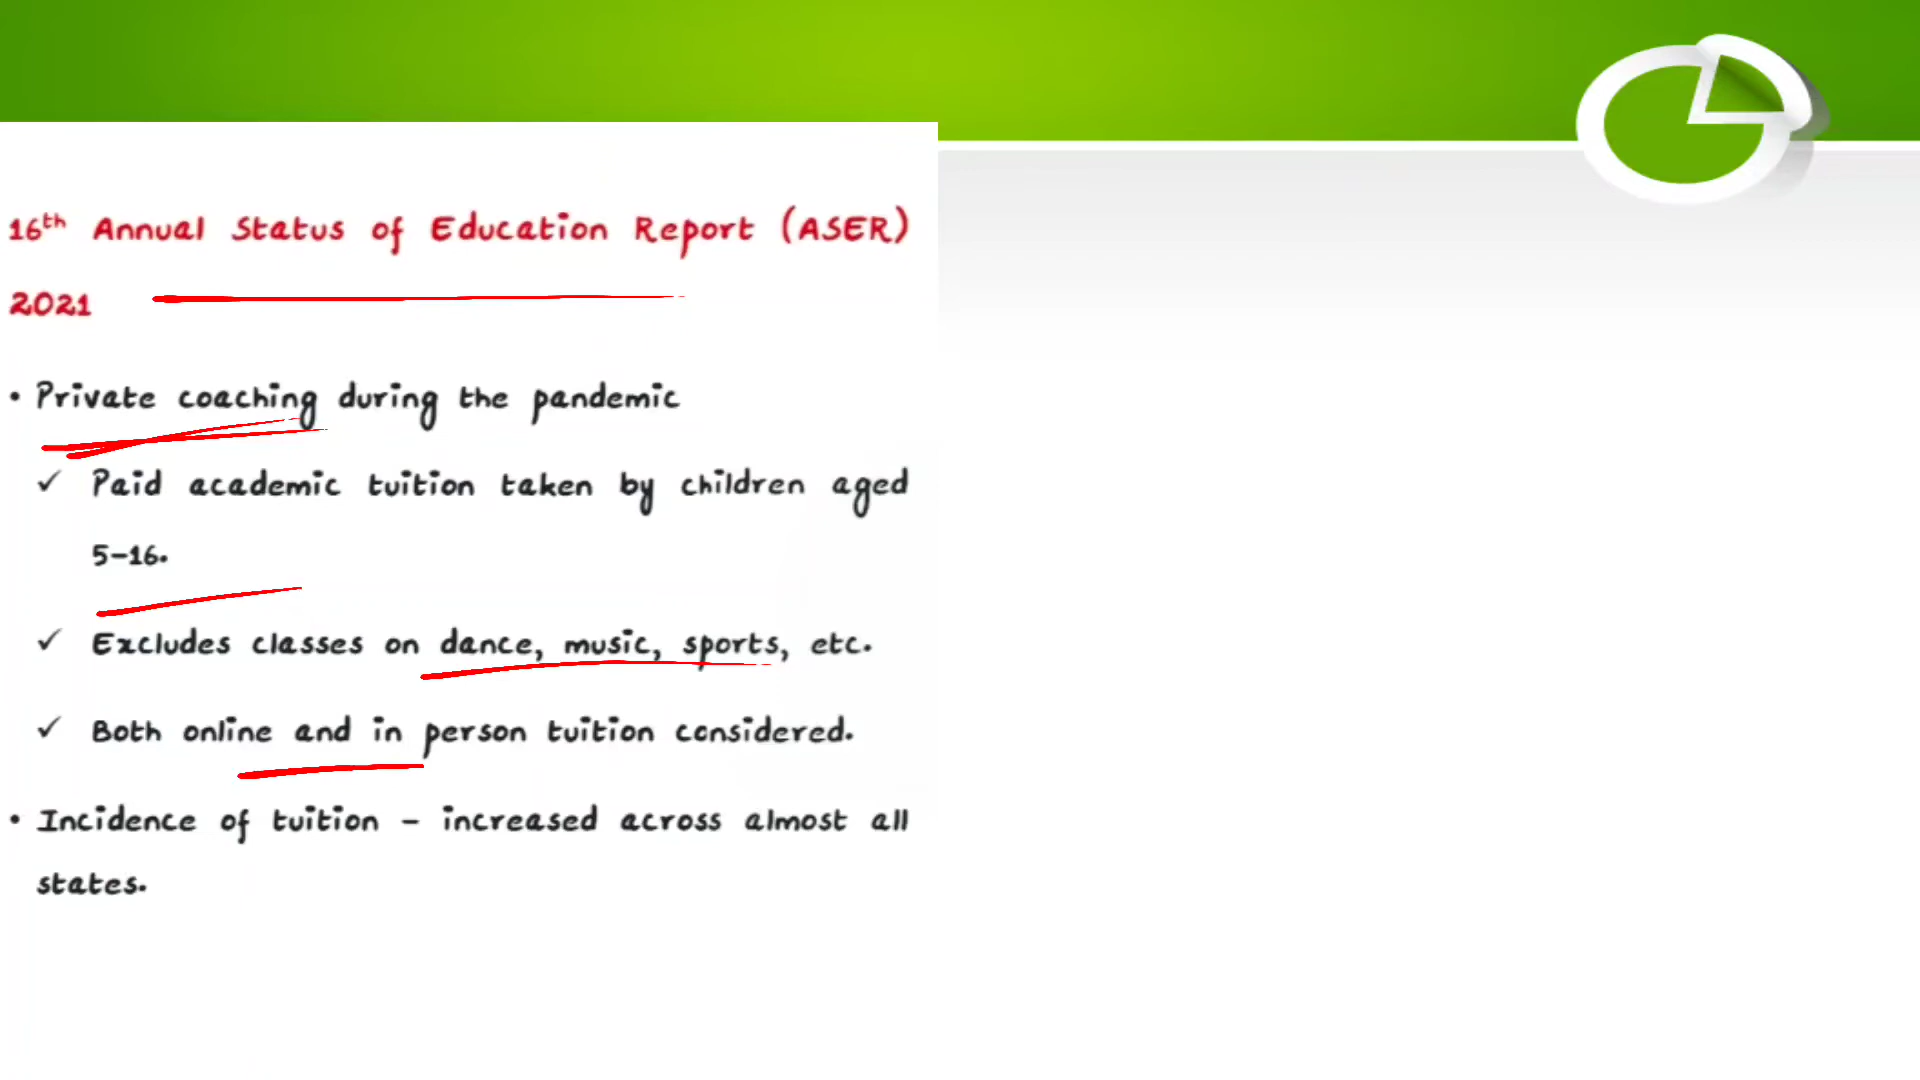 16th Annual Status of Education Report (ASER)
2021
• Private coaching during the pandemic
✓ Paid academic tuition taken by children aged
5-16.
✓ Excludes classes on dance, music, sports, etc.
✓ Both online and in person tuition considered.
• Incidence of tuition – increased across almost all
states.